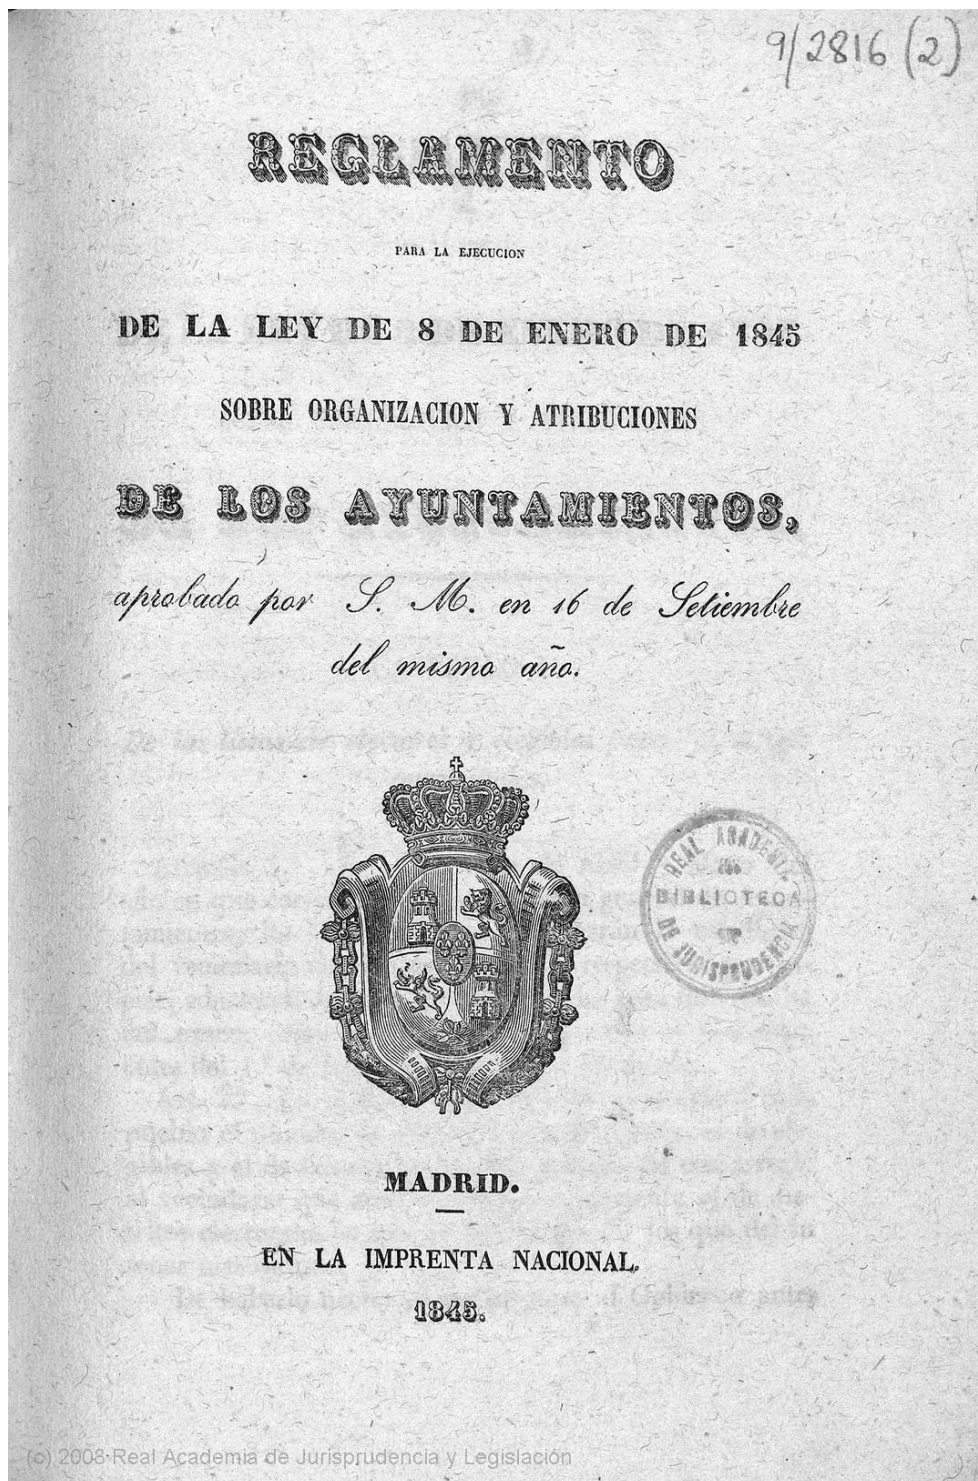 9/2816 (2)
REGLAMENTO
PARA LA EJECUCION
DE LA LEY DE 8 DE ENERO DE 1845
SOBRE ORGANIZACION Y ATRIBUCIONES
DE LOS AYUNTAMIENTOS,
aprobado por S. M. en 16 de Setiembre
del mismo año.
REAL ACADEMIA
BIBLIOTECA
DE JURISPRUDENCIA
MADRID.
EN LA IMPRENTA NACIONAL.
1845.
(c) 2008 Real Academia de Jurisprudencia y Legislación